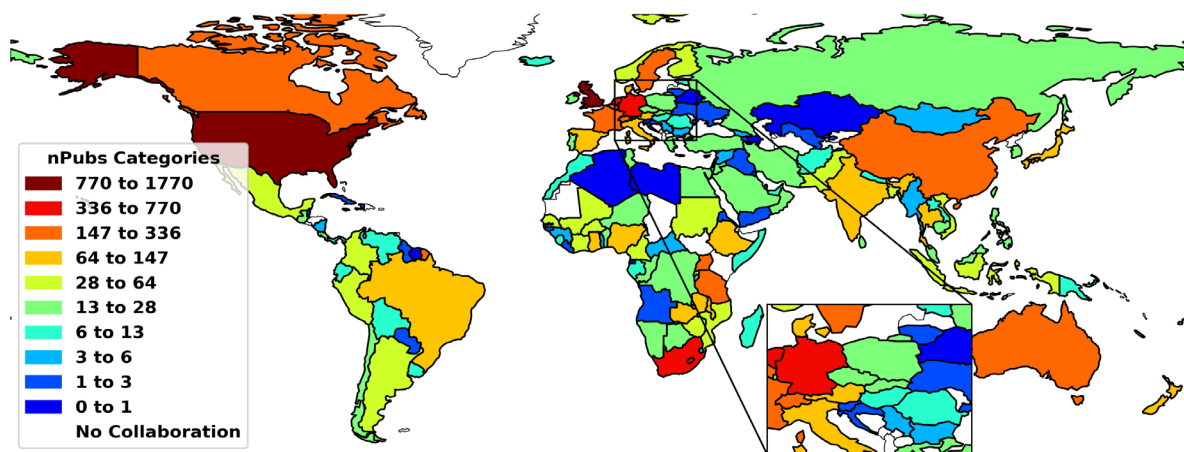 nPubs Categories
770 to 1770
336 to 770
147 to 336
64 to 147
28 to 64
13 to 28
6 to 13
3 to 6
1 to 3
0 to 1
No Collaboration